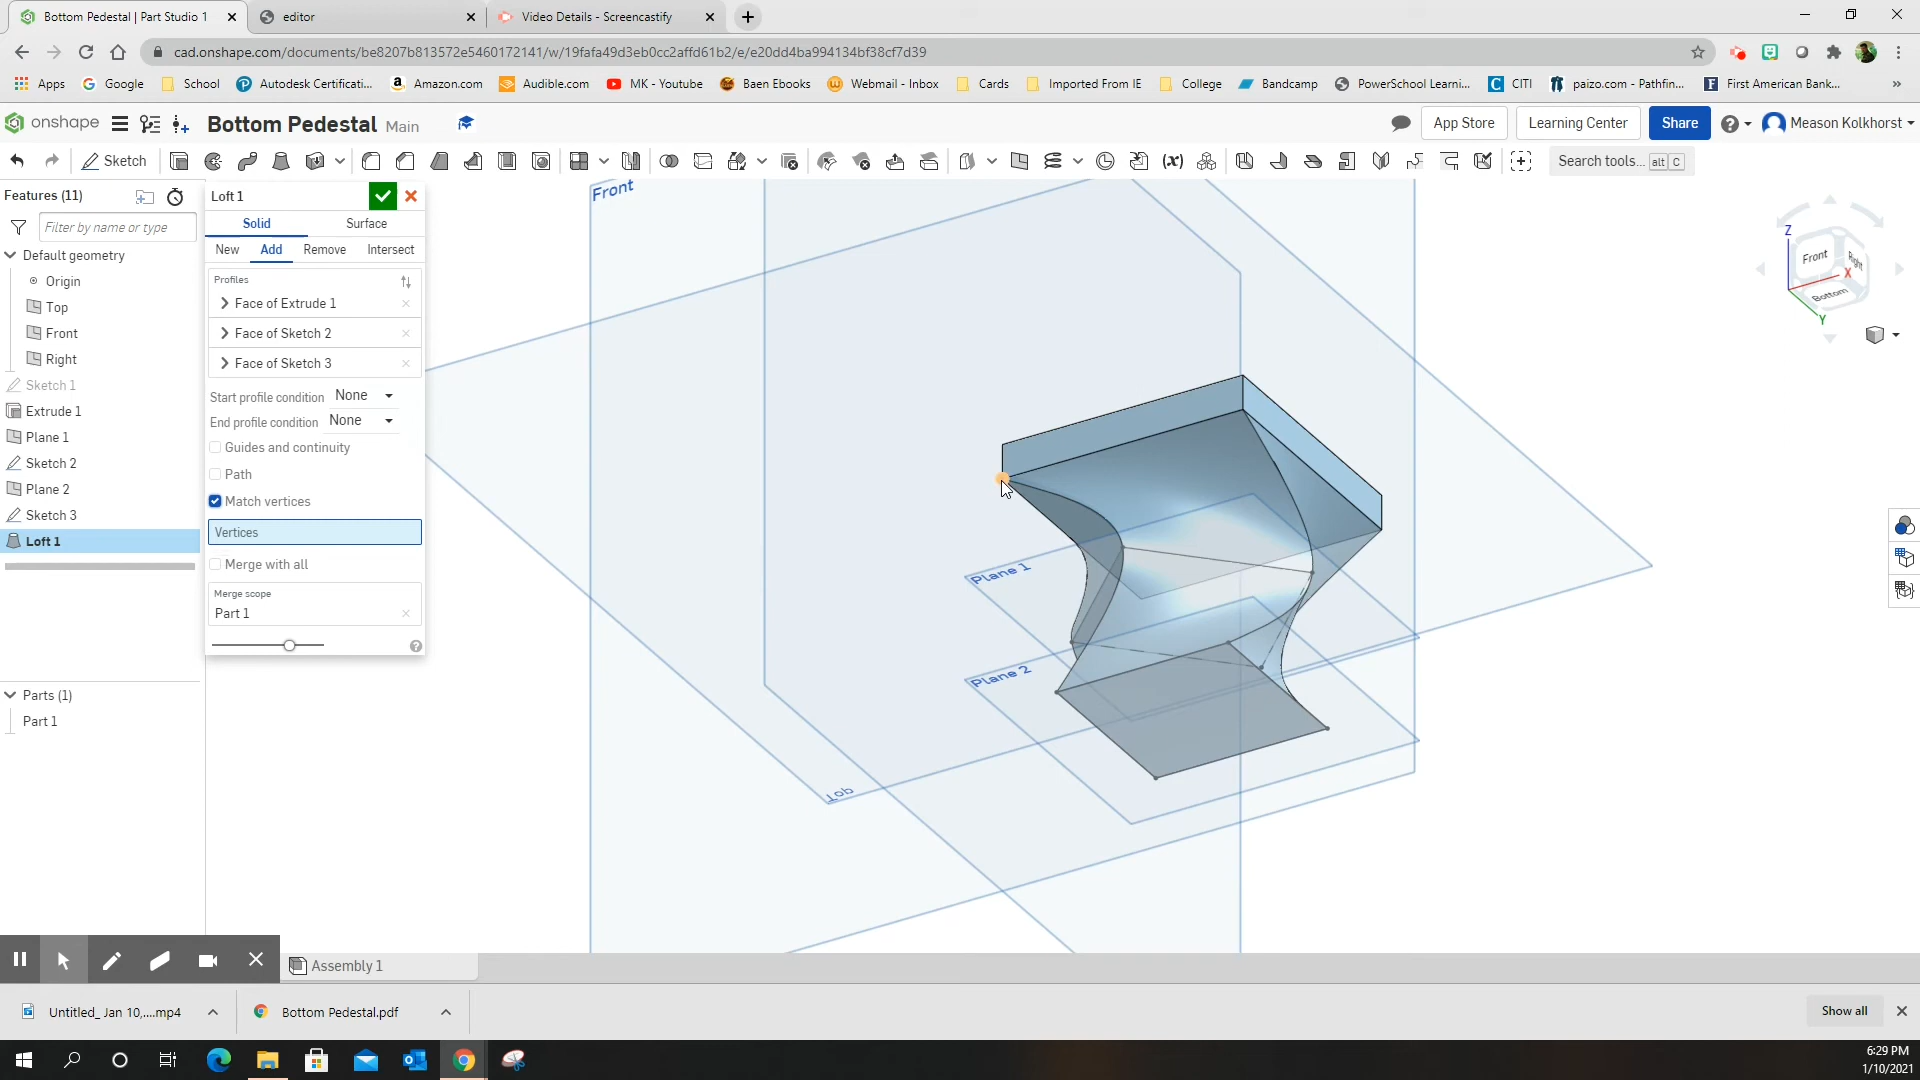 Bottom Pedestal | Part Studio 1
editor
Video Details - Screencastify
cad.onshape.com/documents/be8207b813572e5460172141/w/19fafa49d3eb0cc2affd61b2/e/e20dd4ba994134bf38cf7d39
Apps Google School Autodesk Certificati... Amazon.com Audible.com MK - Youtube Baen Ebooks Webmail - Inbox Cards Imported From IE College Bandcamp PowerSchool Learni... CITI paizo.com - Pathfin... First American Bank... »
onshape Bottom Pedestal Main App Store Learning Center Share Meason Kolkhorst
Sketch (x) Search tools... alt C
Features (11)
Filter by name or type
Default geometry
Origin
Top
Front
Right
Sketch 1
Extrude 1
Plane 1
Sketch 2
Plane 2
Sketch 3
Loft 1
Parts (1)
Part 1
Loft 1
Solid Surface
New Add Remove Intersect
Profiles
Face of Extrude 1
Face of Sketch 2
Face of Sketch 3
Start profile condition None
End profile condition None
Guides and continuity
Path
Match vertices
Vertices
Merge with all
Merge scope
Part 1
Front
Plane 1
Plane 2
Top
Z
Front
Right
X
Bottom
Y
Assembly 1
Untitled_ Jan 10,....mp4
Bottom Pedestal.pdf
Show all
6:29 PM
1/10/2021